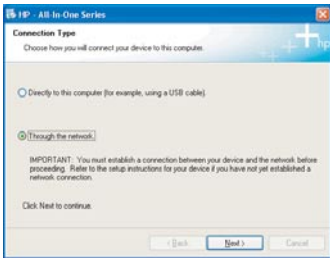 HP - All-In-One Series
Connection Type
Choose how you will connect your device to this computer.
hp
Directly to this computer (for example, using a USB cable).
Through the network.
IMPORTANT: You must establish a connection between your device and the network before
proceeding. Refer to the setup instructions for your device if you have not yet established a
network connection.
Click Next to continue.
< Back
Next >
Cancel